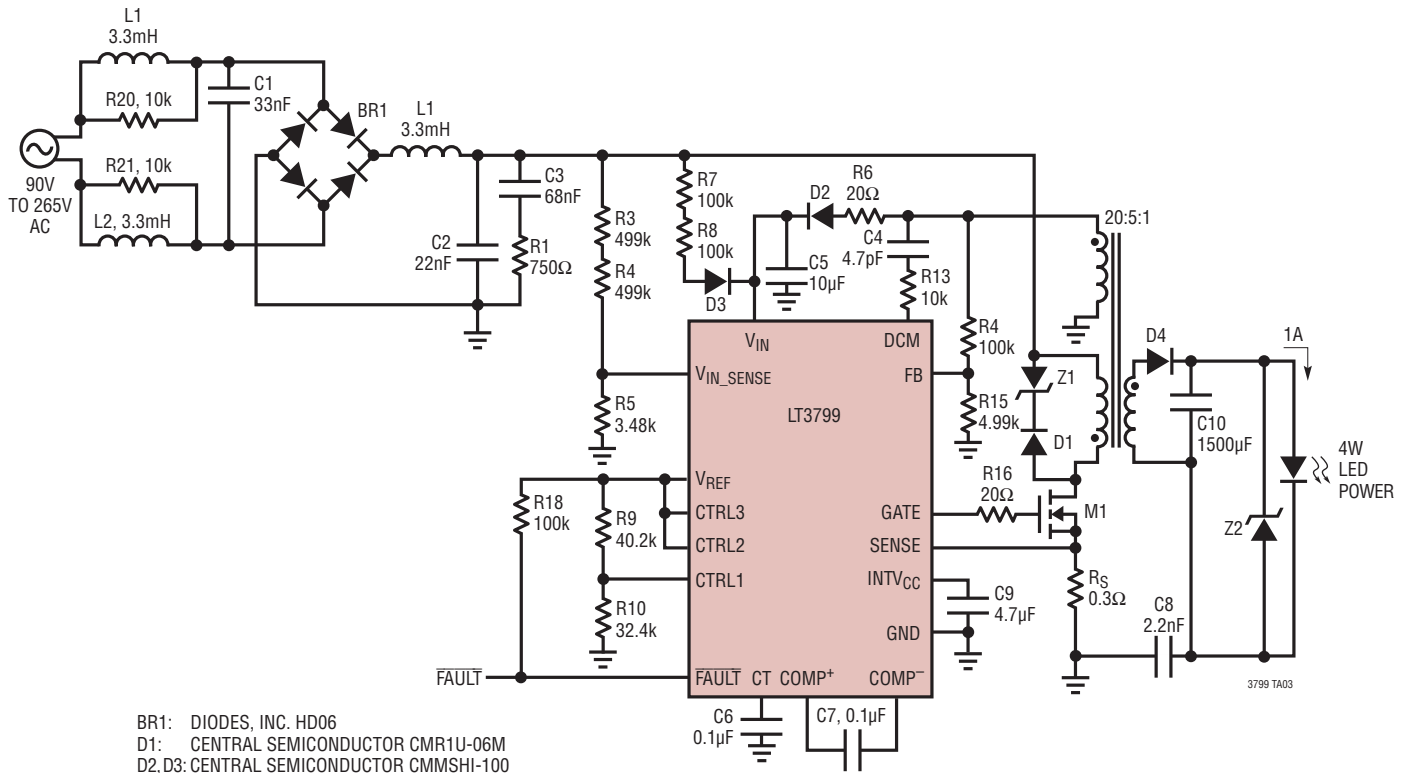 L1
3.3mH
R20, 10k
C1
33nF
BR1
L1
3.3mH
R21, 10k
90V
TO 265V
AC
L2, 3.3mH
C3
68nF
C2
22nF
R1
750Ω
R3
499k
R4
499k
R7
100k
R8
100k
D3
D2
R6
20Ω
C4
4.7pF
C5
10µF
R13
10k
20:5:1
R4
100k
VIN
DCM
VIN_SENSE
FB
R5
3.48k
LT3799
R15
4.99k
Z1
D1
D4
1A
C10
1500µF
4W
LED
POWER
Z2
R18
100k
R9
40.2k
VREF
CTRL3
CTRL2
CTRL1
R10
32.4k
GATE
SENSE
INTVCC
GND
R16
20Ω
M1
RS
0.3Ω
C9
4.7µF
C8
2.2nF
FAULT
FAULT CT COMP+ COMP–
C6
0.1µF
C7, 0.1µF
3799 TA03
BR1: DIODES, INC. HD06
D1: CENTRAL SEMICONDUCTOR CMR1U-06M
D2,D3: CENTRAL SEMICONDUCTOR CMMSHI-100